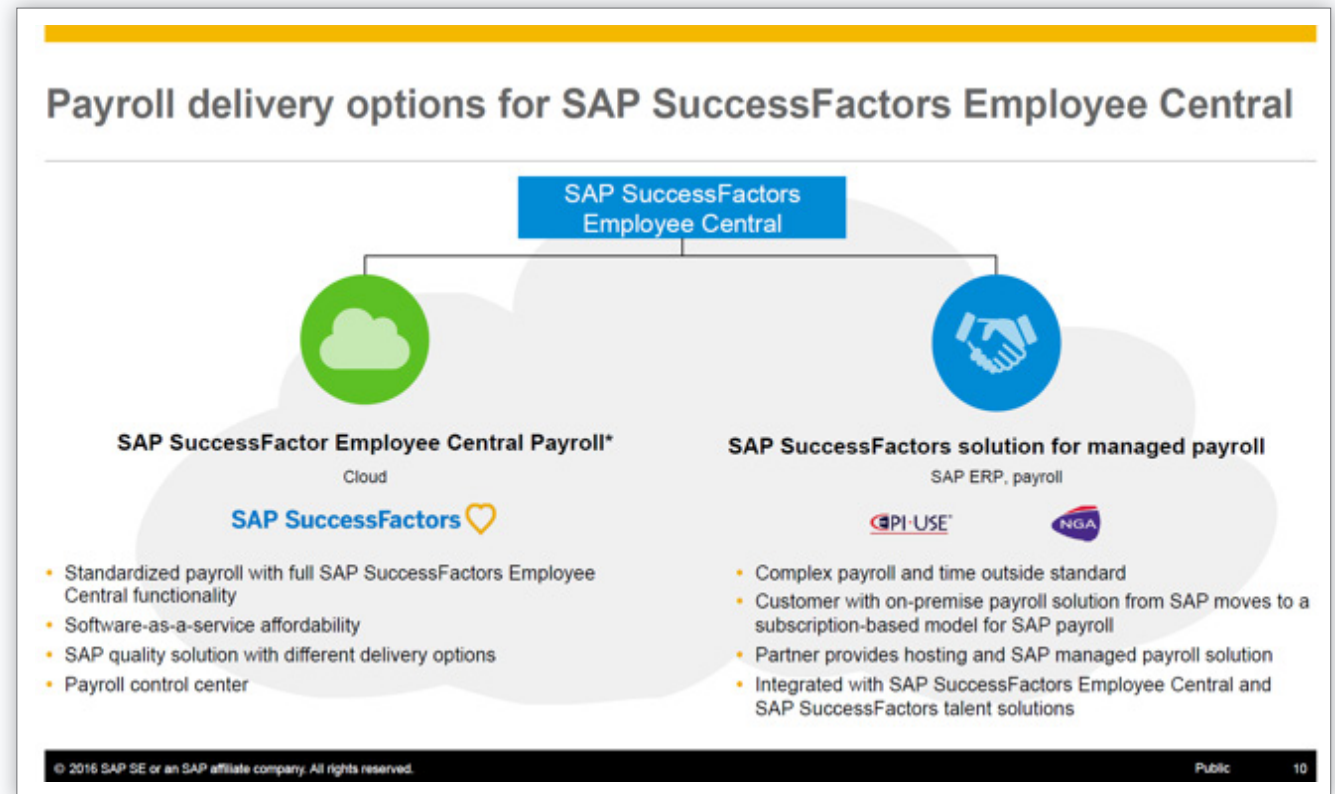 Payroll delivery options for SAP SuccessFactors Employee Central
SAP SuccessFactors
Employee Central
SAP SuccessFactor Employee Central Payroll*
Cloud
SAP SuccessFactors
• Standardized payroll with full SAP SuccessFactors Employee
Central functionality
• Software-as-a-service affordability
• SAP quality solution with different delivery options
• Payroll control center
SAP SuccessFactors solution for managed payroll
SAP ERP, payroll
EPI·USE
NGA
• Complex payroll and time outside standard
• Customer with on-premise payroll solution from SAP moves to a
subscription-based model for SAP payroll
• Partner provides hosting and SAP managed payroll solution
• Integrated with SAP SuccessFactors Employee Central and
SAP SuccessFactors talent solutions
© 2016 SAP SE or an SAP affiliate company. All rights reserved.
Public 10